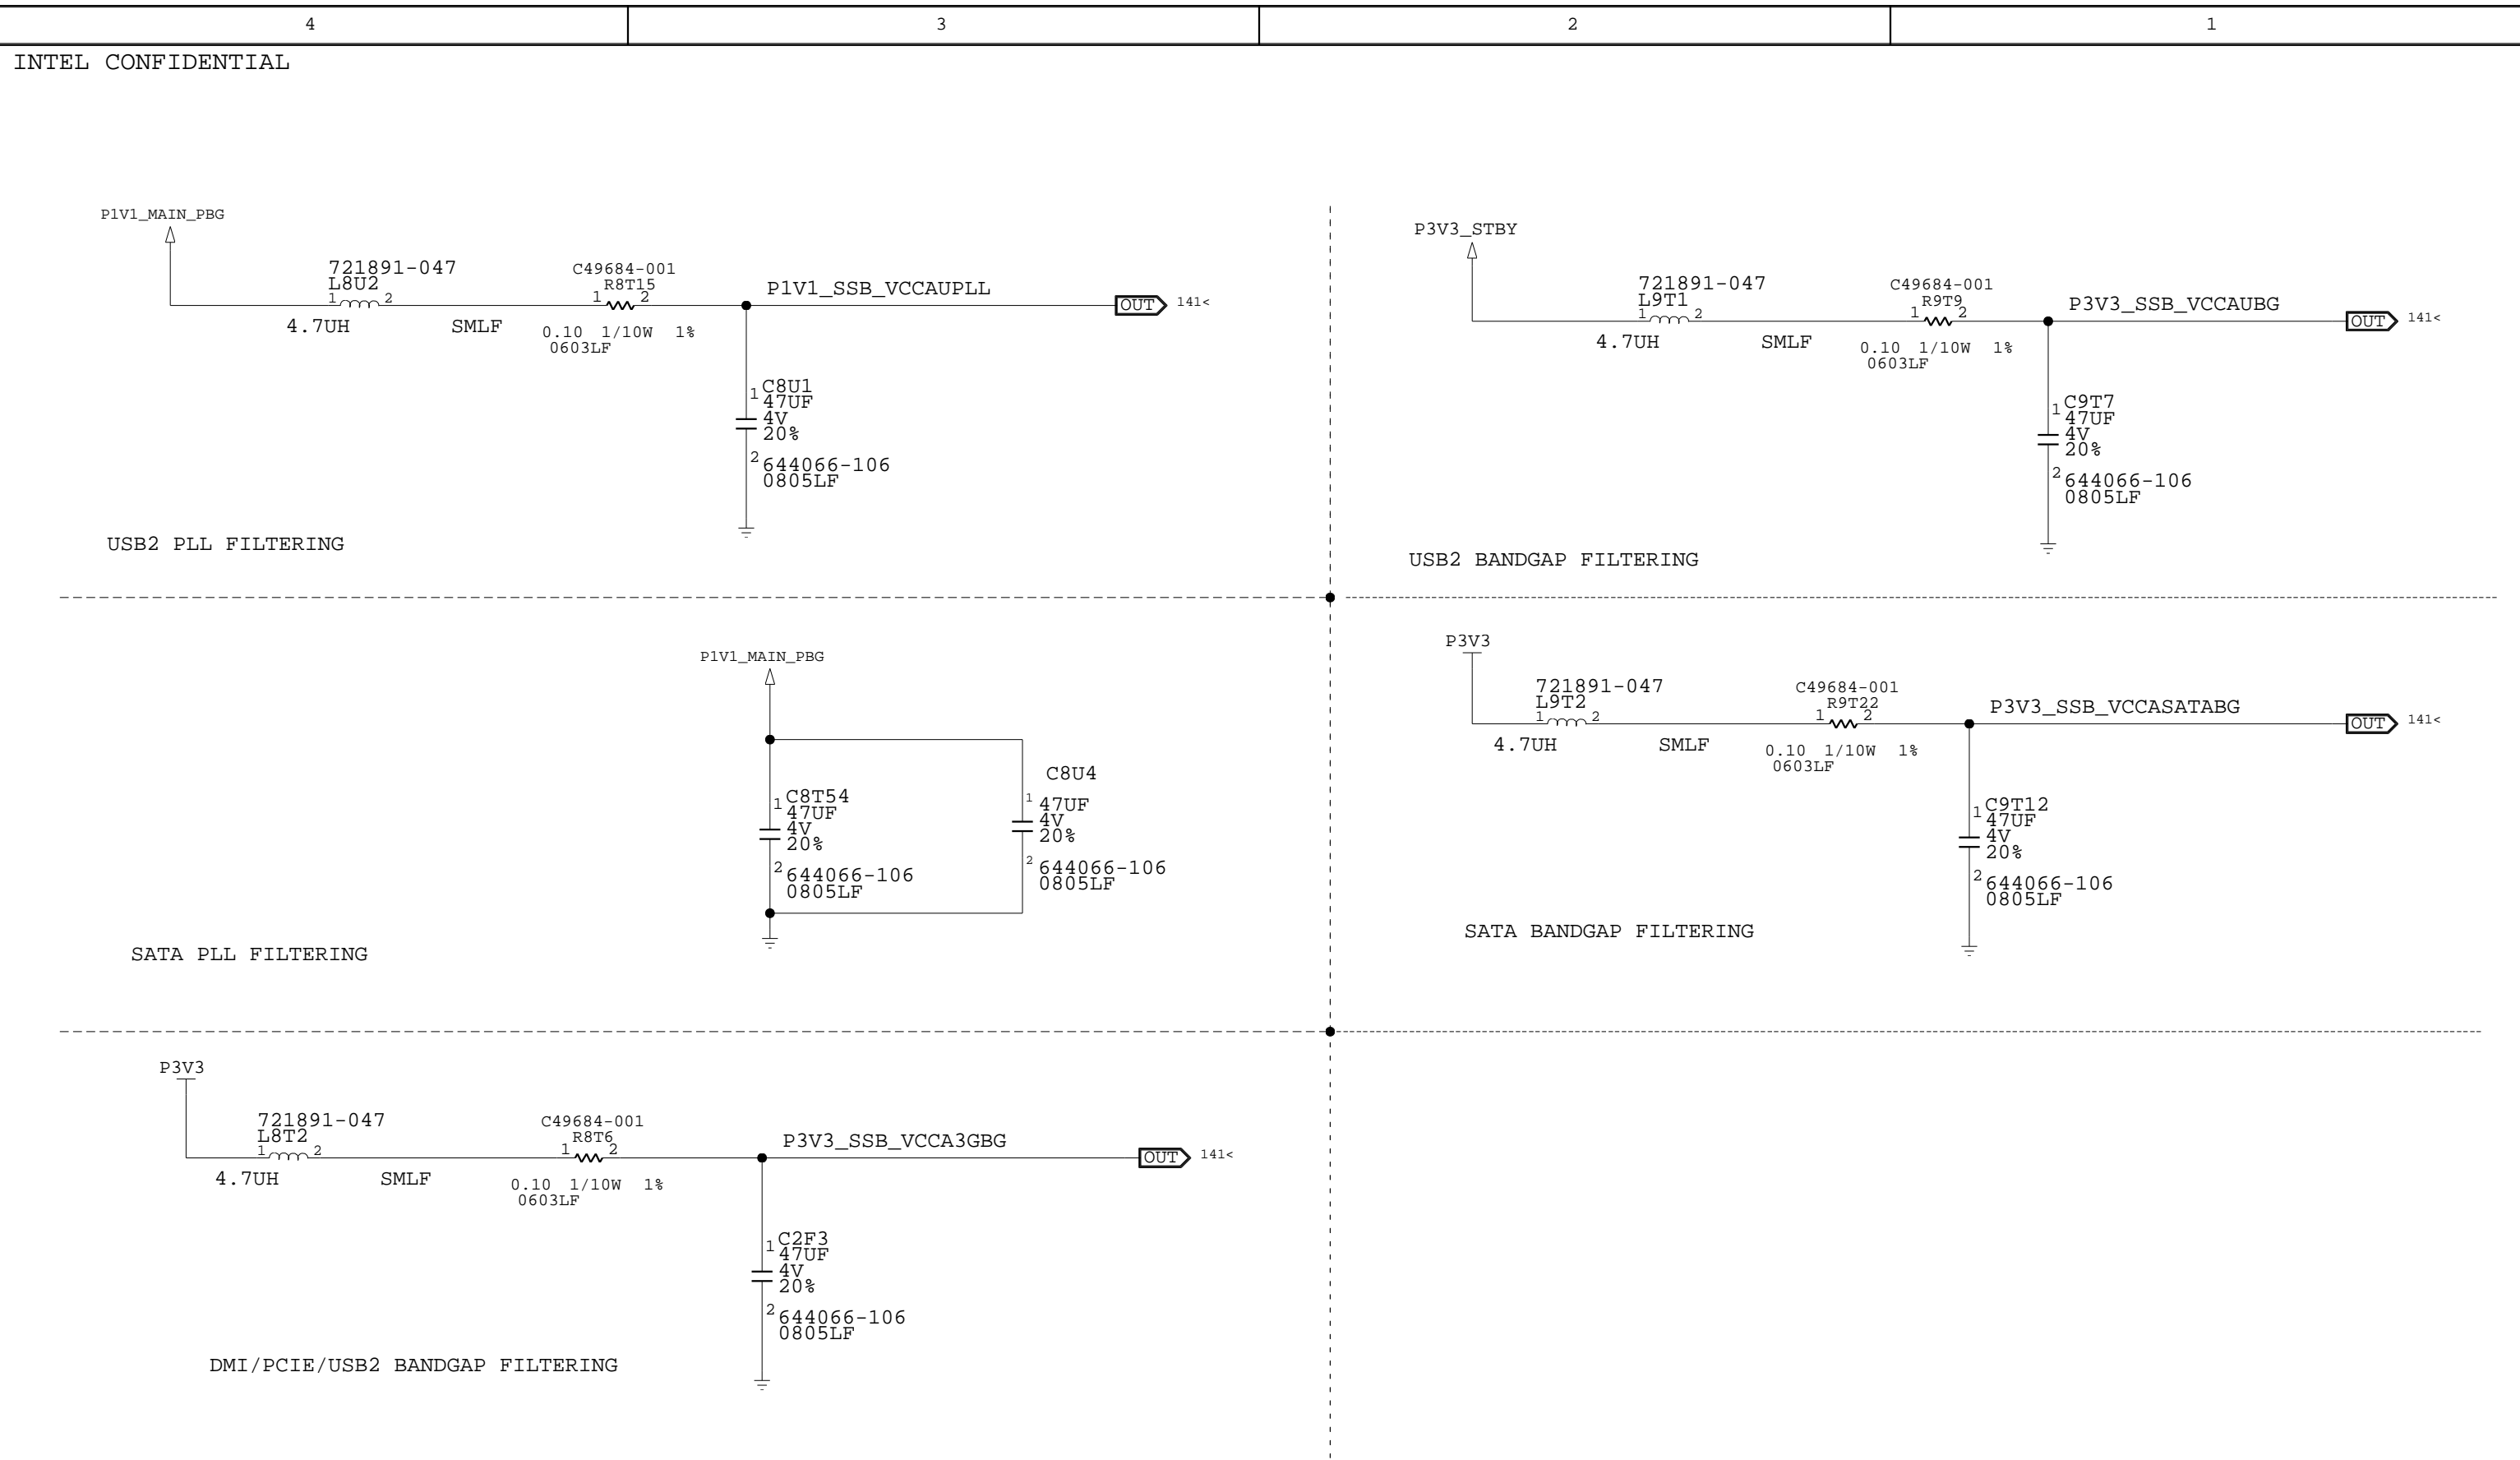 4
3
2
1
INTEL CONFIDENTIAL
P1V1_MAIN_PBG
721891-047
L8U2
1 2
4.7UH SMLF
C49684-001
R8T15
1 2
0.10 1/10W 1%
0603LF
P1V1_SSB_VCCAUPLL
OUT 141<
1 C8U1
47UF
4V
20%
2 644066-106
0805LF
USB2 PLL FILTERING
P3V3_STBY
721891-047
L9T1
1 2
4.7UH SMLF
C49684-001
R9T9
1 2
0.10 1/10W 1%
0603LF
P3V3_SSB_VCCAUBG
OUT 141<
1 C9T7
47UF
4V
20%
2 644066-106
0805LF
USB2 BANDGAP FILTERING
P1V1_MAIN_PBG
1 C8T54
47UF
4V
20%
2 644066-106
0805LF
C8U4
1 47UF
4V
20%
2 644066-106
0805LF
SATA PLL FILTERING
P3V3
721891-047
L9T2
1 2
4.7UH SMLF
C49684-001
R9T22
1 2
0.10 1/10W 1%
0603LF
P3V3_SSB_VCCASATABG
OUT 141<
1 C9T12
47UF
4V
20%
2 644066-106
0805LF
SATA BANDGAP FILTERING
P3V3
721891-047
L8T2
1 2
4.7UH SMLF
C49684-001
R8T6
1 2
0.10 1/10W 1%
0603LF
P3V3_SSB_VCCA3GBG
OUT 141<
1 C2F3
47UF
4V
20%
2 644066-106
0805LF
DMI/PCIE/USB2 BANDGAP FILTERING